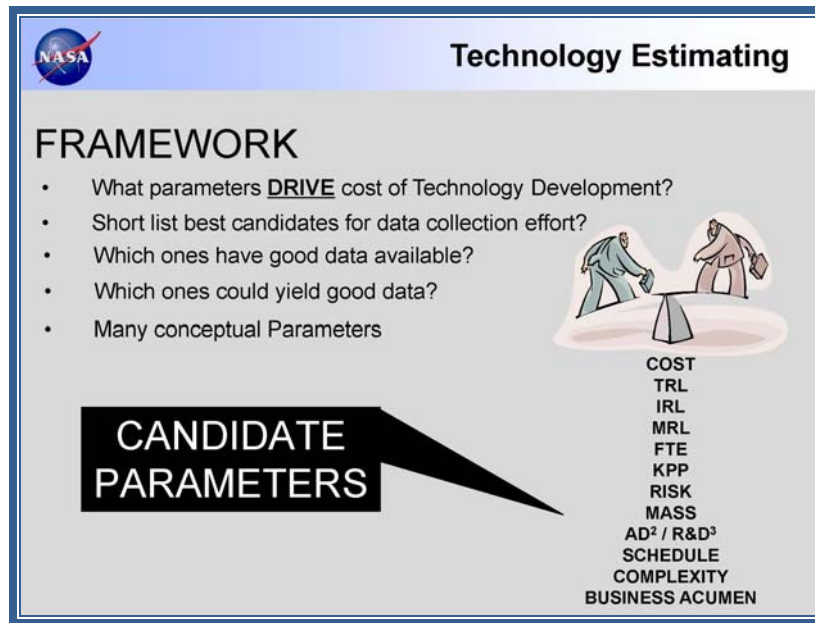 NASA
Technology Estimating
FRAMEWORK
• What parameters DRIVE cost of Technology Development?
• Short list best candidates for data collection effort?
• Which ones have good data available?
• Which ones could yield good data?
• Many conceptual Parameters
CANDIDATE
PARAMETERS
COST
TRL
IRL
MRL
FTE
KPP
RISK
MASS
AD² / R&D³
SCHEDULE
COMPLEXITY
BUSINESS ACUMEN